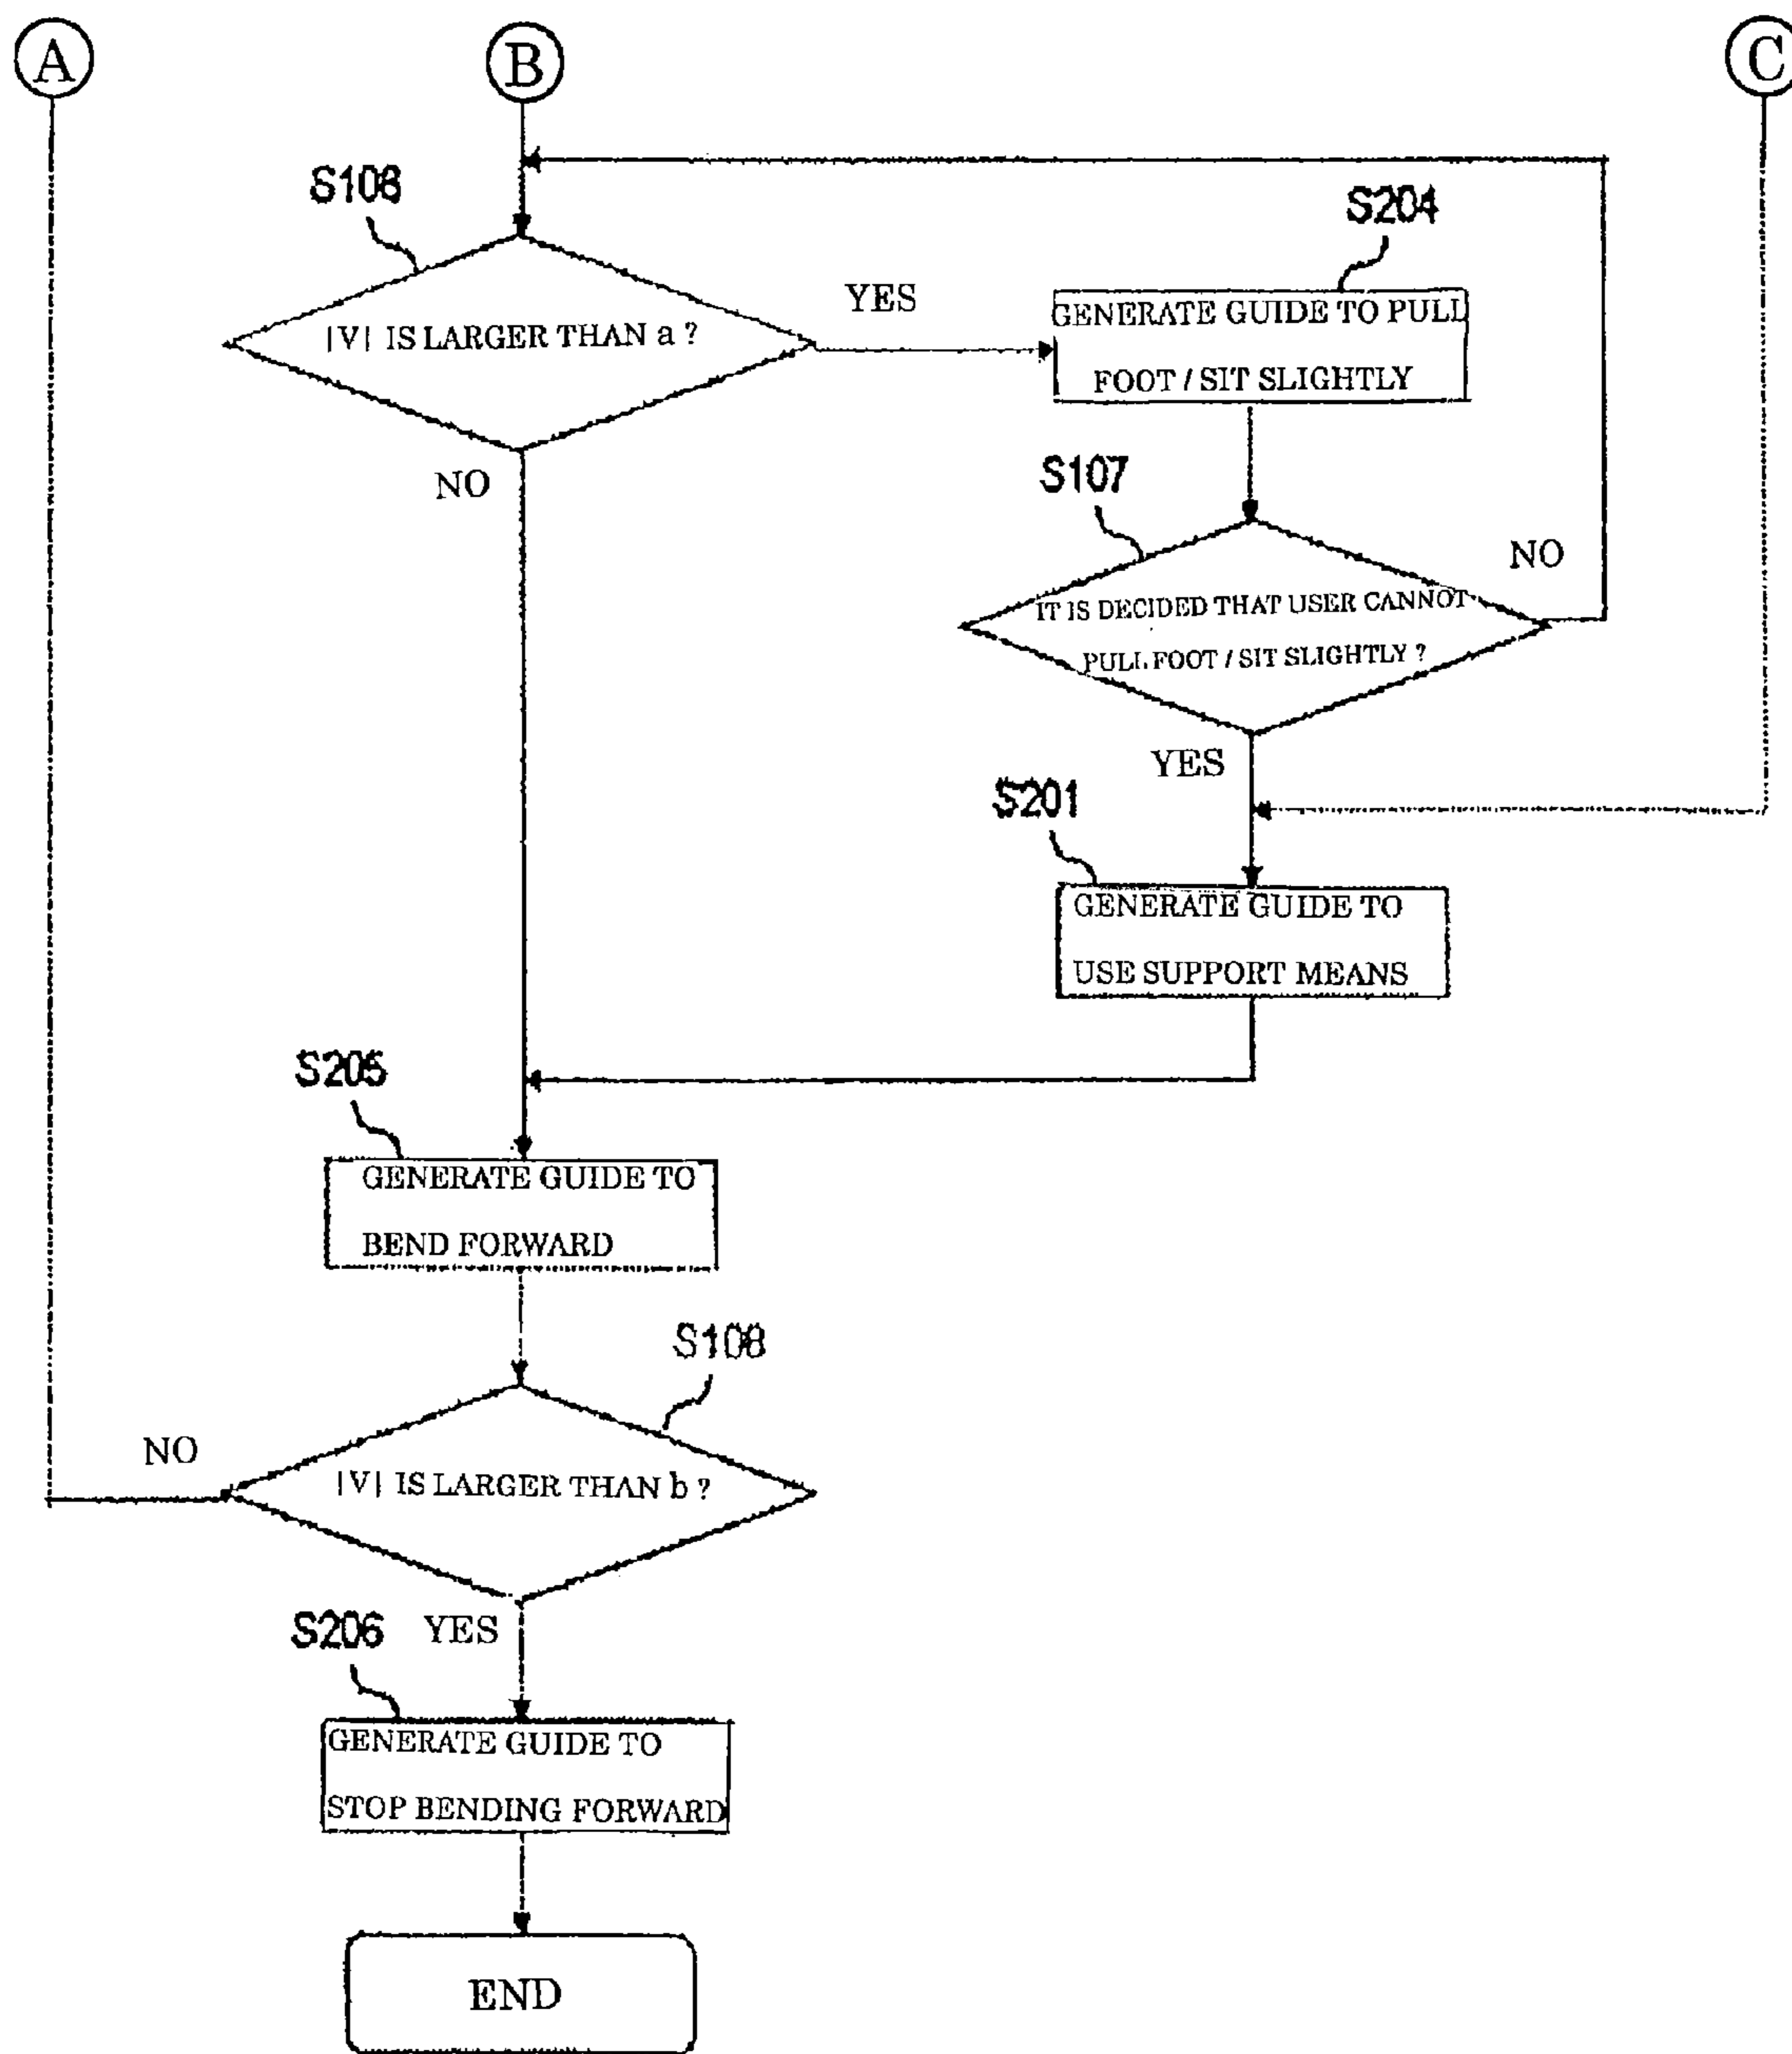 A
B
C
S106
S204
|V| IS LARGER THAN a ?
YES
GENERATE GUIDE TO PULL
FOOT / SIT SLIGHTLY
NO
S107
NO
IT IS DECIDED THAT USER CANNOT
PULL FOOT / SIT SLIGHTLY ?
YES
S201
GENERATE GUIDE TO
USE SUPPORT MEANS
S205
GENERATE GUIDE TO
BEND FORWARD
S108
NO
|V| IS LARGER THAN b ?
S206
YES
GENERATE GUIDE TO
STOP BENDING FORWARD
END